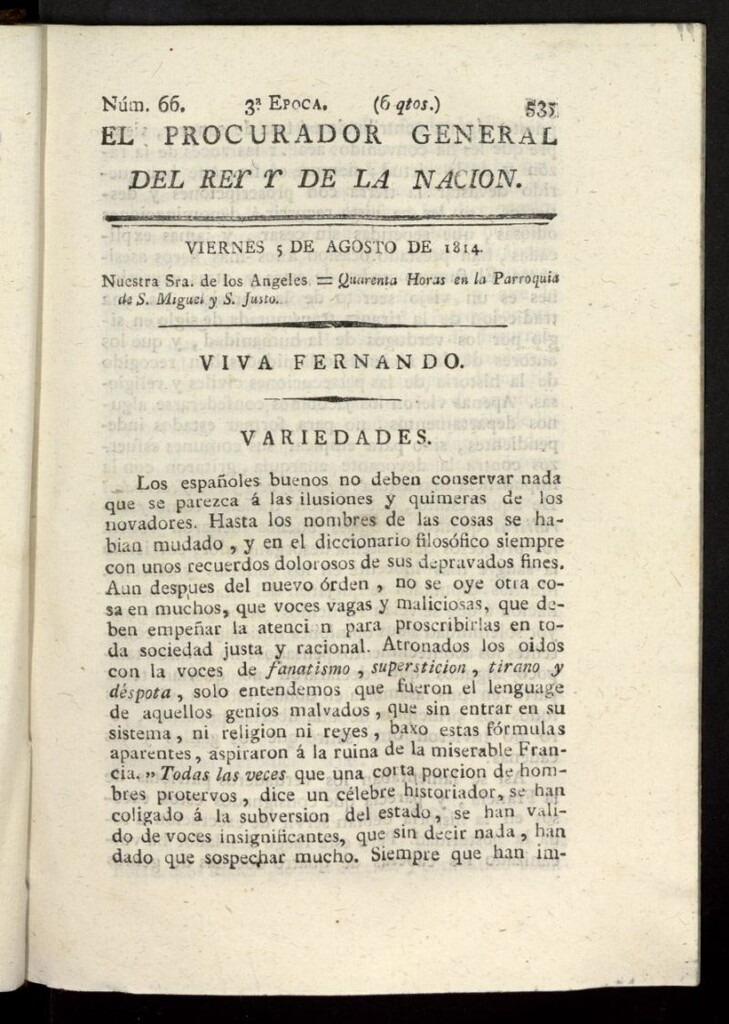 Núm. 66. 3ª EPOCA. (6 qtos.) 535
EL PROCURADOR GENERAL
DEL REY Y DE LA NACION.
VIERNES 5 DE AGOSTO DE 1814.
Nuestra Sra. de los Angeles = Quarenta Horas en la Parroquia
de S. Miguel y S. Justo.
VIVA FERNANDO.
VARIEDADES.
Los españoles buenos no deben conservar nada
que se parezca á las ilusiones y quimeras de los
novadores. Hasta los nombres de las cosas se ha-
bian mudado, y en el diccionario filosófico siempre
con unos recuerdos dolorosos de sus depravados fines.
Aun despues del nuevo órden, no se oye otra co-
sa en muchos, que voces vagas y maliciosas, que de-
ben empeñar la atenci n para proscribirlas en to-
da sociedad justa y racional. Atronados los oidos
con la voces de fanatismo, supersticion, tirano y
déspota, solo entendemos que fueron el lenguage
de aquellos genios malvados, que sin entrar en su
sistema, ni religion ni reyes, baxo estas fórmulas
aparentes, aspiraron á la ruina de la miserable Fran-
cia. „ Todas las veces que una corta porcion de hom-
bres protervos, dice un célebre historiador, se han
coligado á la subversion del estado, se han vali-
do de voces insignificantes, que sin decir nada, han
dado que sospechar mucho. Siempre que han im-